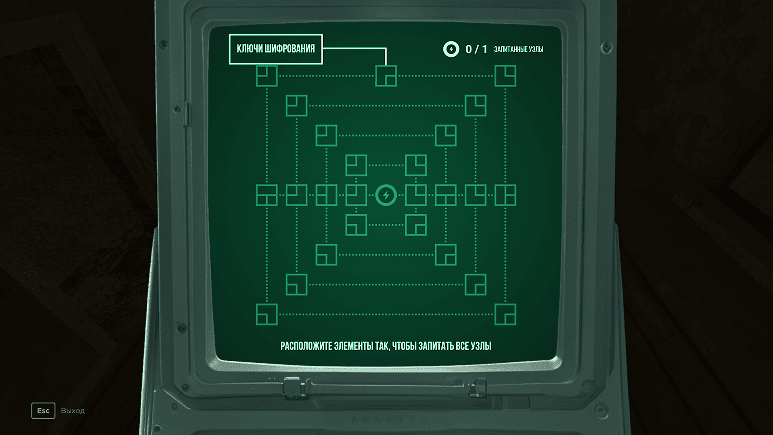 КЛЮЧИ ШИФРОВАНИЯ
0 / 1 ЗАПИТАННЫЕ УЗЛЫ
РАСПОЛОЖИТЕ ЭЛЕМЕНТЫ ТАК, ЧТОБЫ ЗАПИТАТЬ ВСЕ УЗЛЫ
Esc Выход